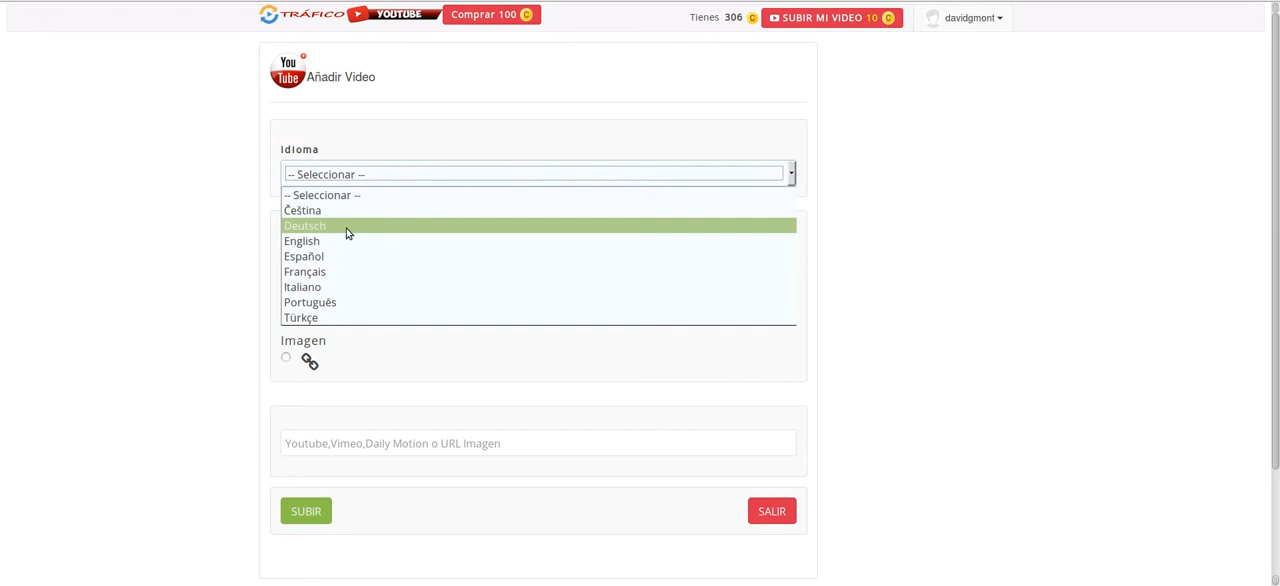 TRÁFICO YOUTUBE Comprar 100 C Tienes 306 C SUBIR MI VIDEO 10 C davidgmont
You Tube Añadir Video
Idioma
-- Seleccionar --
-- Seleccionar --
Čeština
Deutsch
English
Español
Français
Italiano
Português
Türkçe
Imagen
Youtube,Vimeo,Daily Motion o URL Imagen
SUBIR SALIR